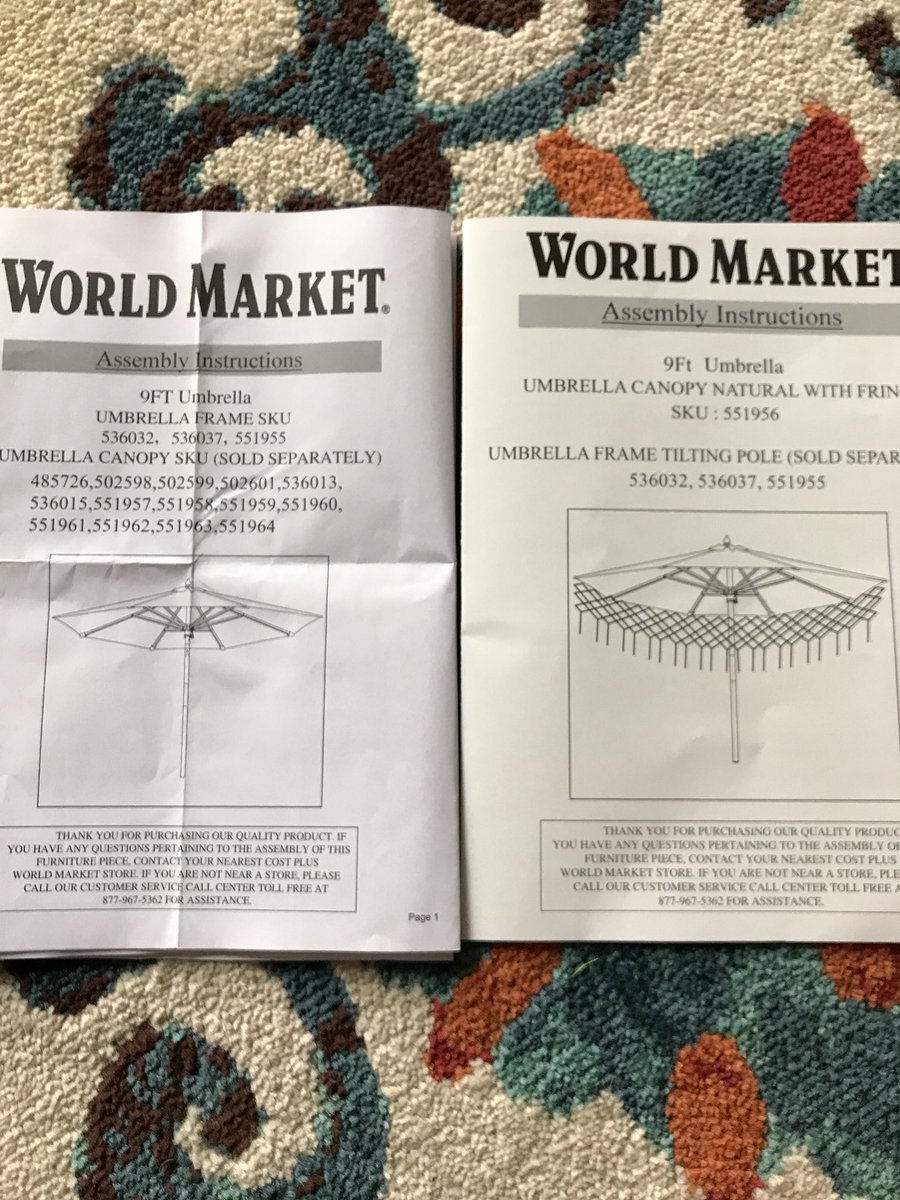 WORLD MARKET®
Assembly Instructions
9FT Umbrella
UMBRELLA FRAME SKU
536032, 536037, 551955
UMBRELLA CANOPY SKU (SOLD SEPARATELY)
485726,502598,502599,502601,536013,
536015,551957,551958,551959,551960,
551961,551962,551963,551964
THANK YOU FOR PURCHASING OUR QUALITY PRODUCT. IF
YOU HAVE ANY QUESTIONS PERTAINING TO THE ASSEMBLY OF THIS
FURNITURE PIECE, CONTACT YOUR NEAREST COST PLUS
WORLD MARKET STORE. IF YOU ARE NOT NEAR A STORE, PLEASE
CALL OUR CUSTOMER SERVICE CALL CENTER TOLL FREE AT
877-967-5362 FOR ASSISTANCE.
Page 1
WORLD MARKET
Assembly Instructions
9Ft Umbrella
UMBRELLA CANOPY NATURAL WITH FRIN
SKU : 551956
UMBRELLA FRAME TILTING POLE (SOLD SEPAR
536032, 536037, 551955
THANK YOU FOR PURCHASING OUR QUALITY PRODUC
YOU HAVE ANY QUESTIONS PERTAINING TO THE ASSEMBLY OF
FURNITURE PIECE, CONTACT YOUR NEAREST COST PLUS
WORLD MARKET STORE. IF YOU ARE NOT NEAR A STORE, PLE
CALL OUR CUSTOMER SERVICE CALL CENTER TOLL FREE A
877-967-5362 FOR ASSISTANCE.